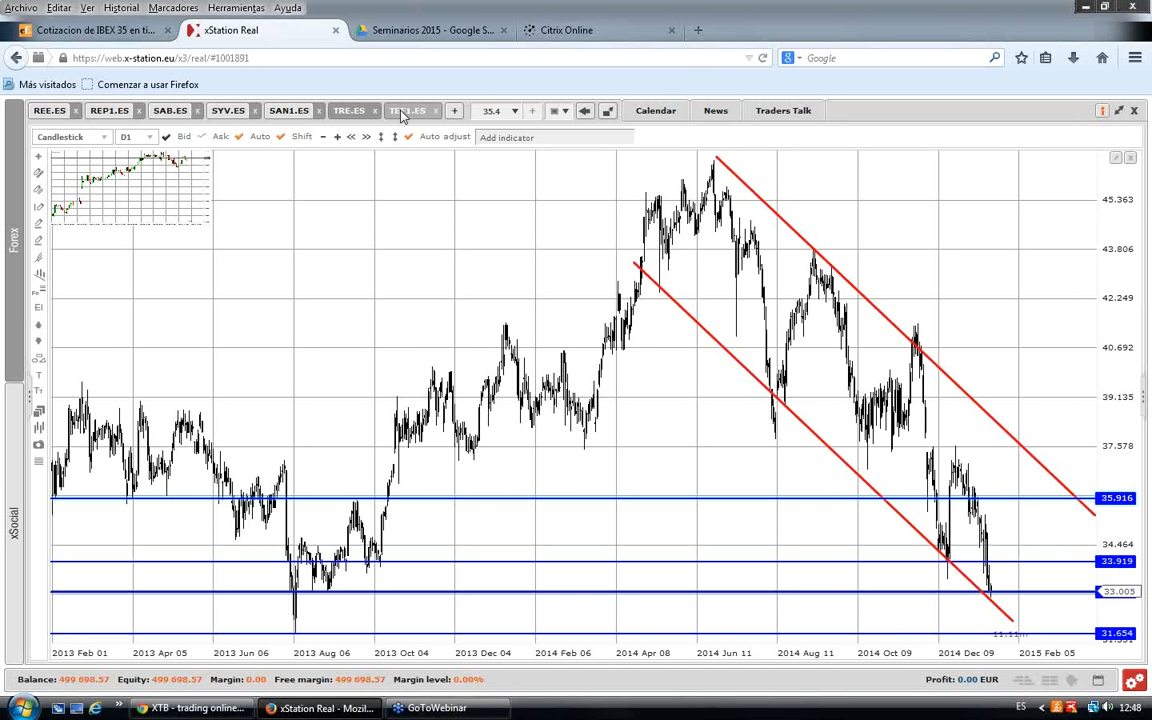 Archivo Editar Ver Historial Marcadores Herramientas Ayuda
Cotizacion de IBEX 35 en ti... × xStation Real × Seminarios 2015 - Google S... × Citrix Online × +
https://web.x-station.eu/x3/real/#1001891 Google
Más visitados Comenzar a usar Firefox
REE.ES × REP1.ES × SAB.ES × SYV.ES × SAN1.ES × TRE.ES × × + 35.4 + Calendar News Traders Talk
Candlestick D1 Bid Ask Auto Shift - + << >> Auto adjust Add indicator
45.363
43.806
Forex
42.249
40.692
39.135
37.578
35.916
xSocial
34.464
33.919
33.005
31.654
11:11m
2013 Feb 01 2013 Apr 05 2013 Jun 06 2013 Aug 06 2013 Oct 04 2013 Dec 04 2014 Feb 06 2014 Apr 08 2014 Jun 11 2014 Aug 11 2014 Oct 09 2014 Dec 09 2015 Feb 05
Balance: 499 698.57 Equity: 499 698.57 Margin: 0.00 Free margin: 499 698.57 Margin level: 0.00% Profit: 0.00 EUR
XTB - trading online... xStation Real - Mozil... GoToWebinar ES 12:48